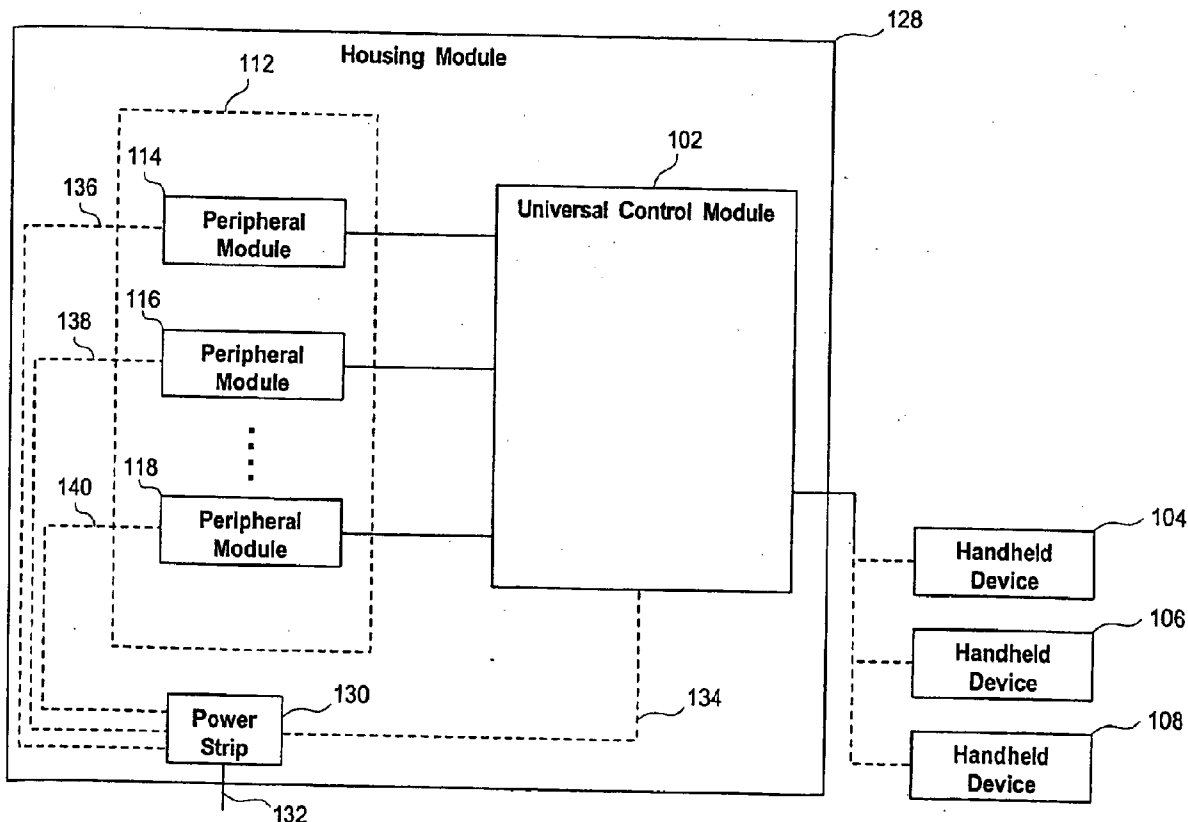 128
Housing Module
112
102
114
136
Peripheral
Module
Universal Control Module
116
138
Peripheral
Module
118
140
Peripheral
Module
104
Handheld
Device
106
Handheld
Device
130
Power
Strip
134
108
Handheld
Device
132